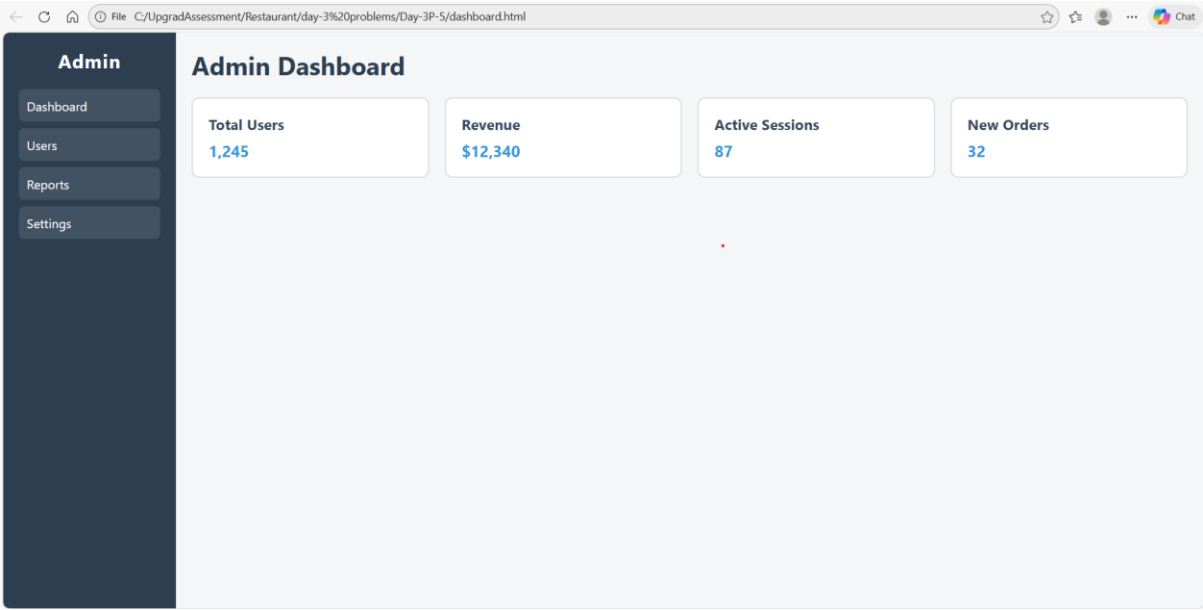 File C:/UpgradAssessment/Restaurant/day-3%20problems/Day-3P-5/dashboard.html
Chat
Admin
Dashboard
Users
Reports
Settings
Admin Dashboard
Total Users
1,245
Revenue
$12,340
Active Sessions
87
New Orders
32